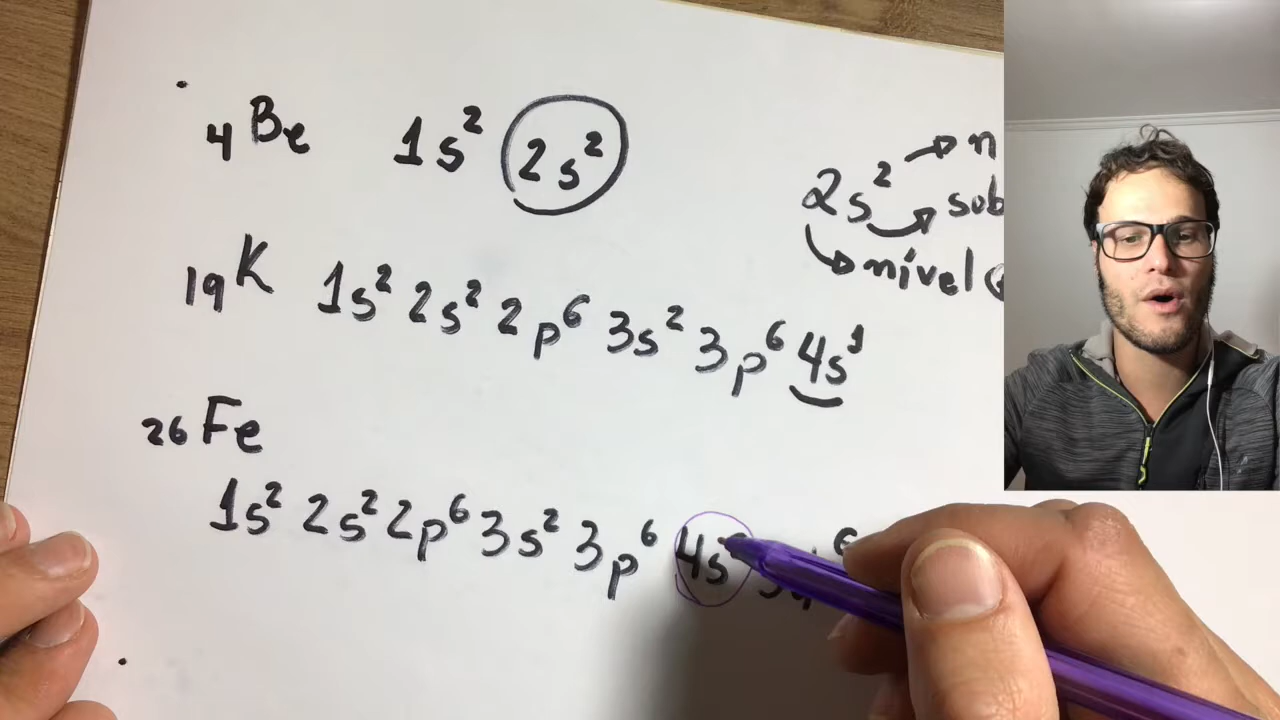 4Be 1s² 2s²
2s² → n
→ sob
→ nível
19K 1s² 2s² 2p⁶ 3s² 3p⁶ 4s¹
26Fe
1s² 2s² 2p⁶ 3s² 3p⁶ 4s